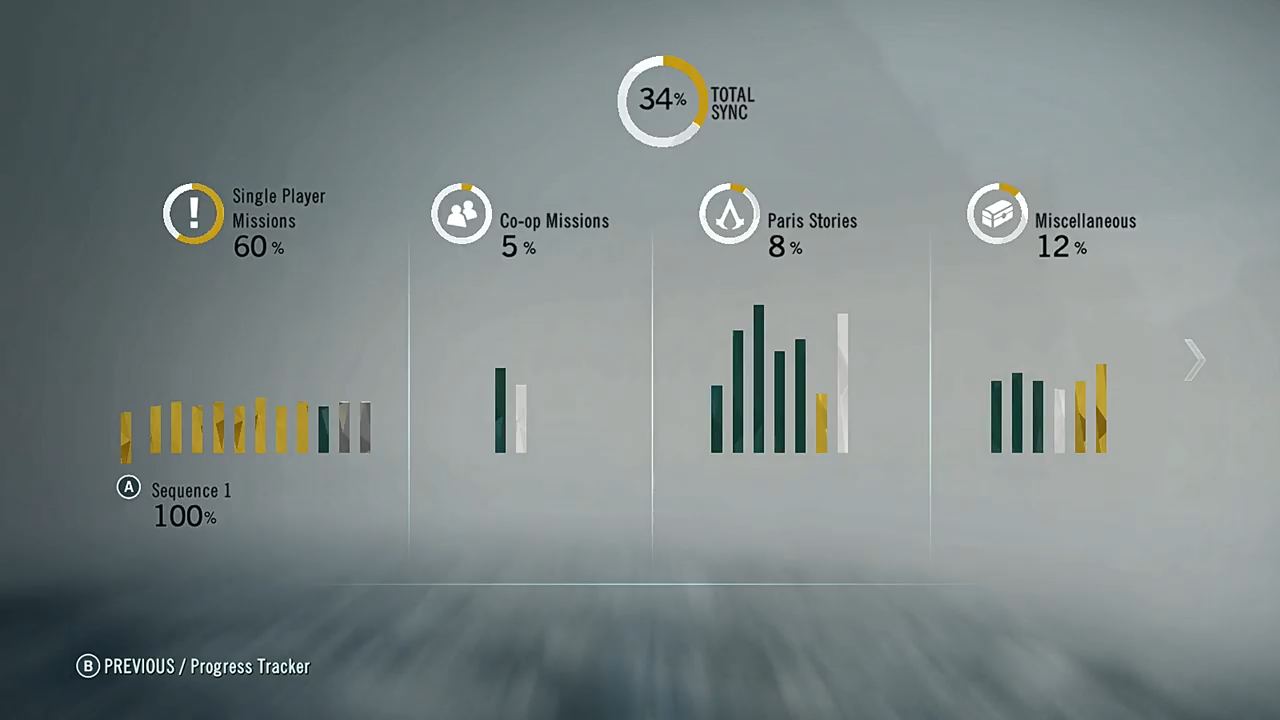 34%
TOTAL
SYNC
Single Player
Missions
60 %
Co-op Missions
5 %
Paris Stories
8 %
Miscellaneous
12 %
A
Sequence 1
100%
B PREVIOUS / Progress Tracker